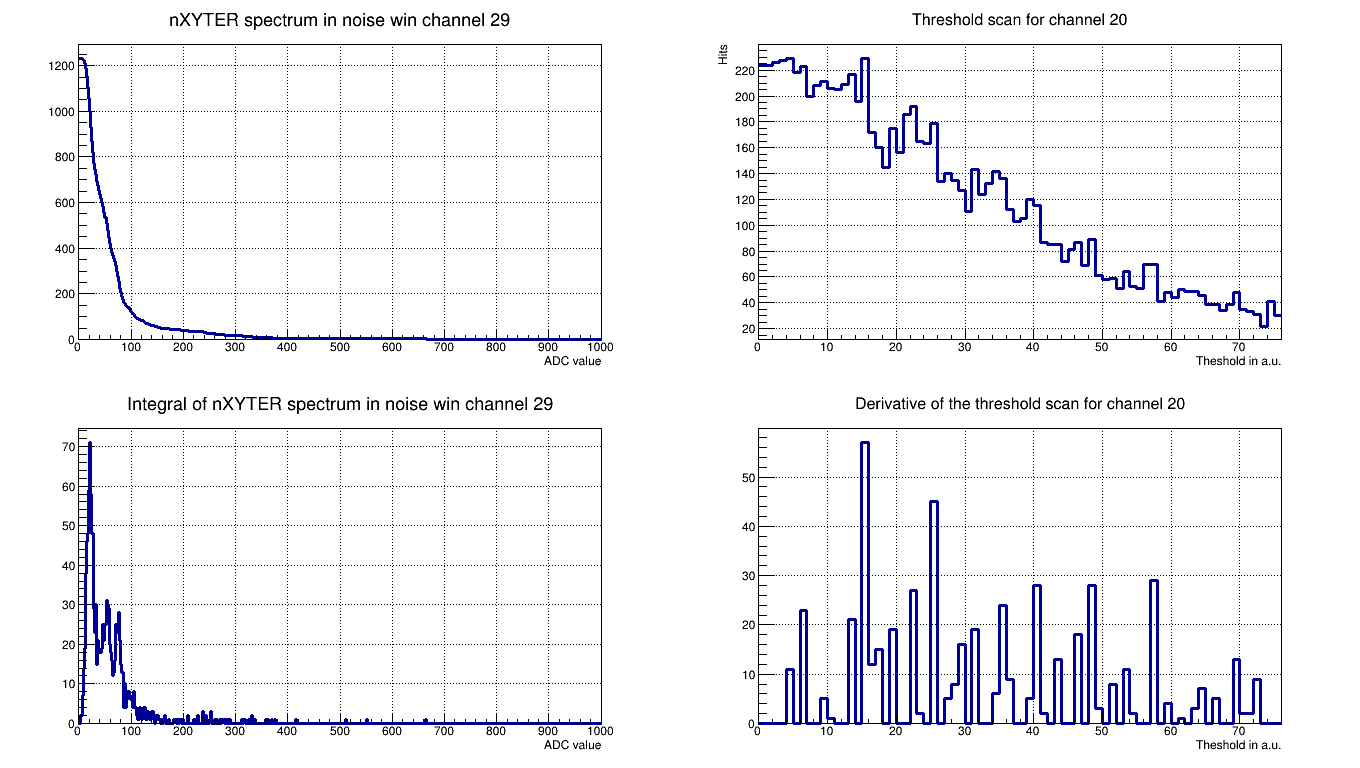 nXYTER spectrum in noise win channel 29
1200
1000
800
600
400
200
0
0 100 200 300 400 500 600 700 800 900 1000
ADC value
Threshold scan for channel 20
Hits
220
200
180
160
140
120
100
80
60
40
20
0 10 20 30 40 50 60 70
Theshold in a.u.
Integral of nXYTER spectrum in noise win channel 29
70
60
50
40
30
20
10
0
0 100 200 300 400 500 600 700 800 900 1000
ADC value
Derivative of the threshold scan for channel 20
50
40
30
20
10
0
0 10 20 30 40 50 60 70
Theshold in a.u.